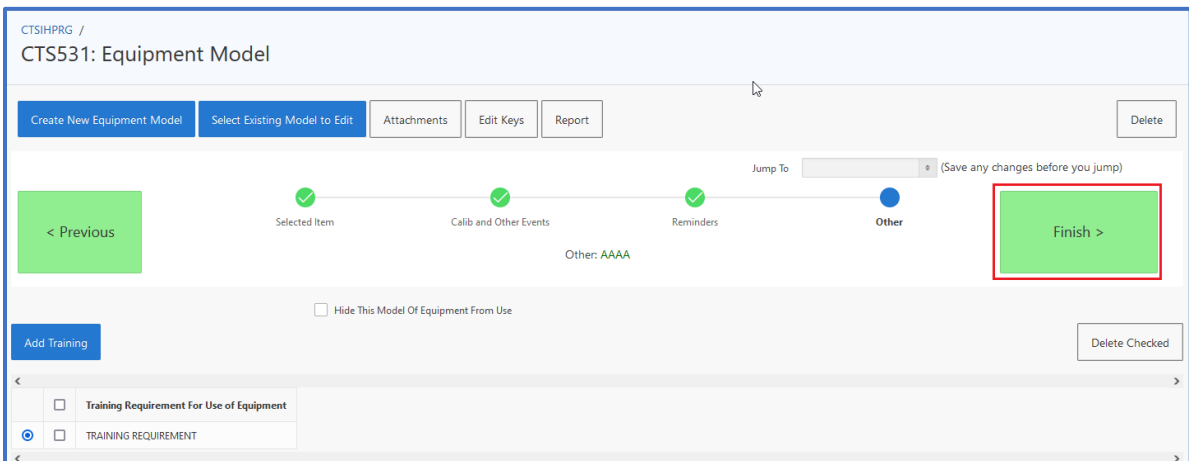 CTSIHPRG /
CTS531: Equipment Model
Create New Equipment Model
Select Existing Model to Edit
Attachments
Edit Keys
Report
Delete
Jump To
(Save any changes before you jump)
< Previous
Selected Item
Calib and Other Events
Reminders
Other
Finish >
Other: AAAA
Hide This Model Of Equipment From Use
Add Training
Delete Checked
Training Requirement For Use of Equipment
TRAINING REQUIREMENT